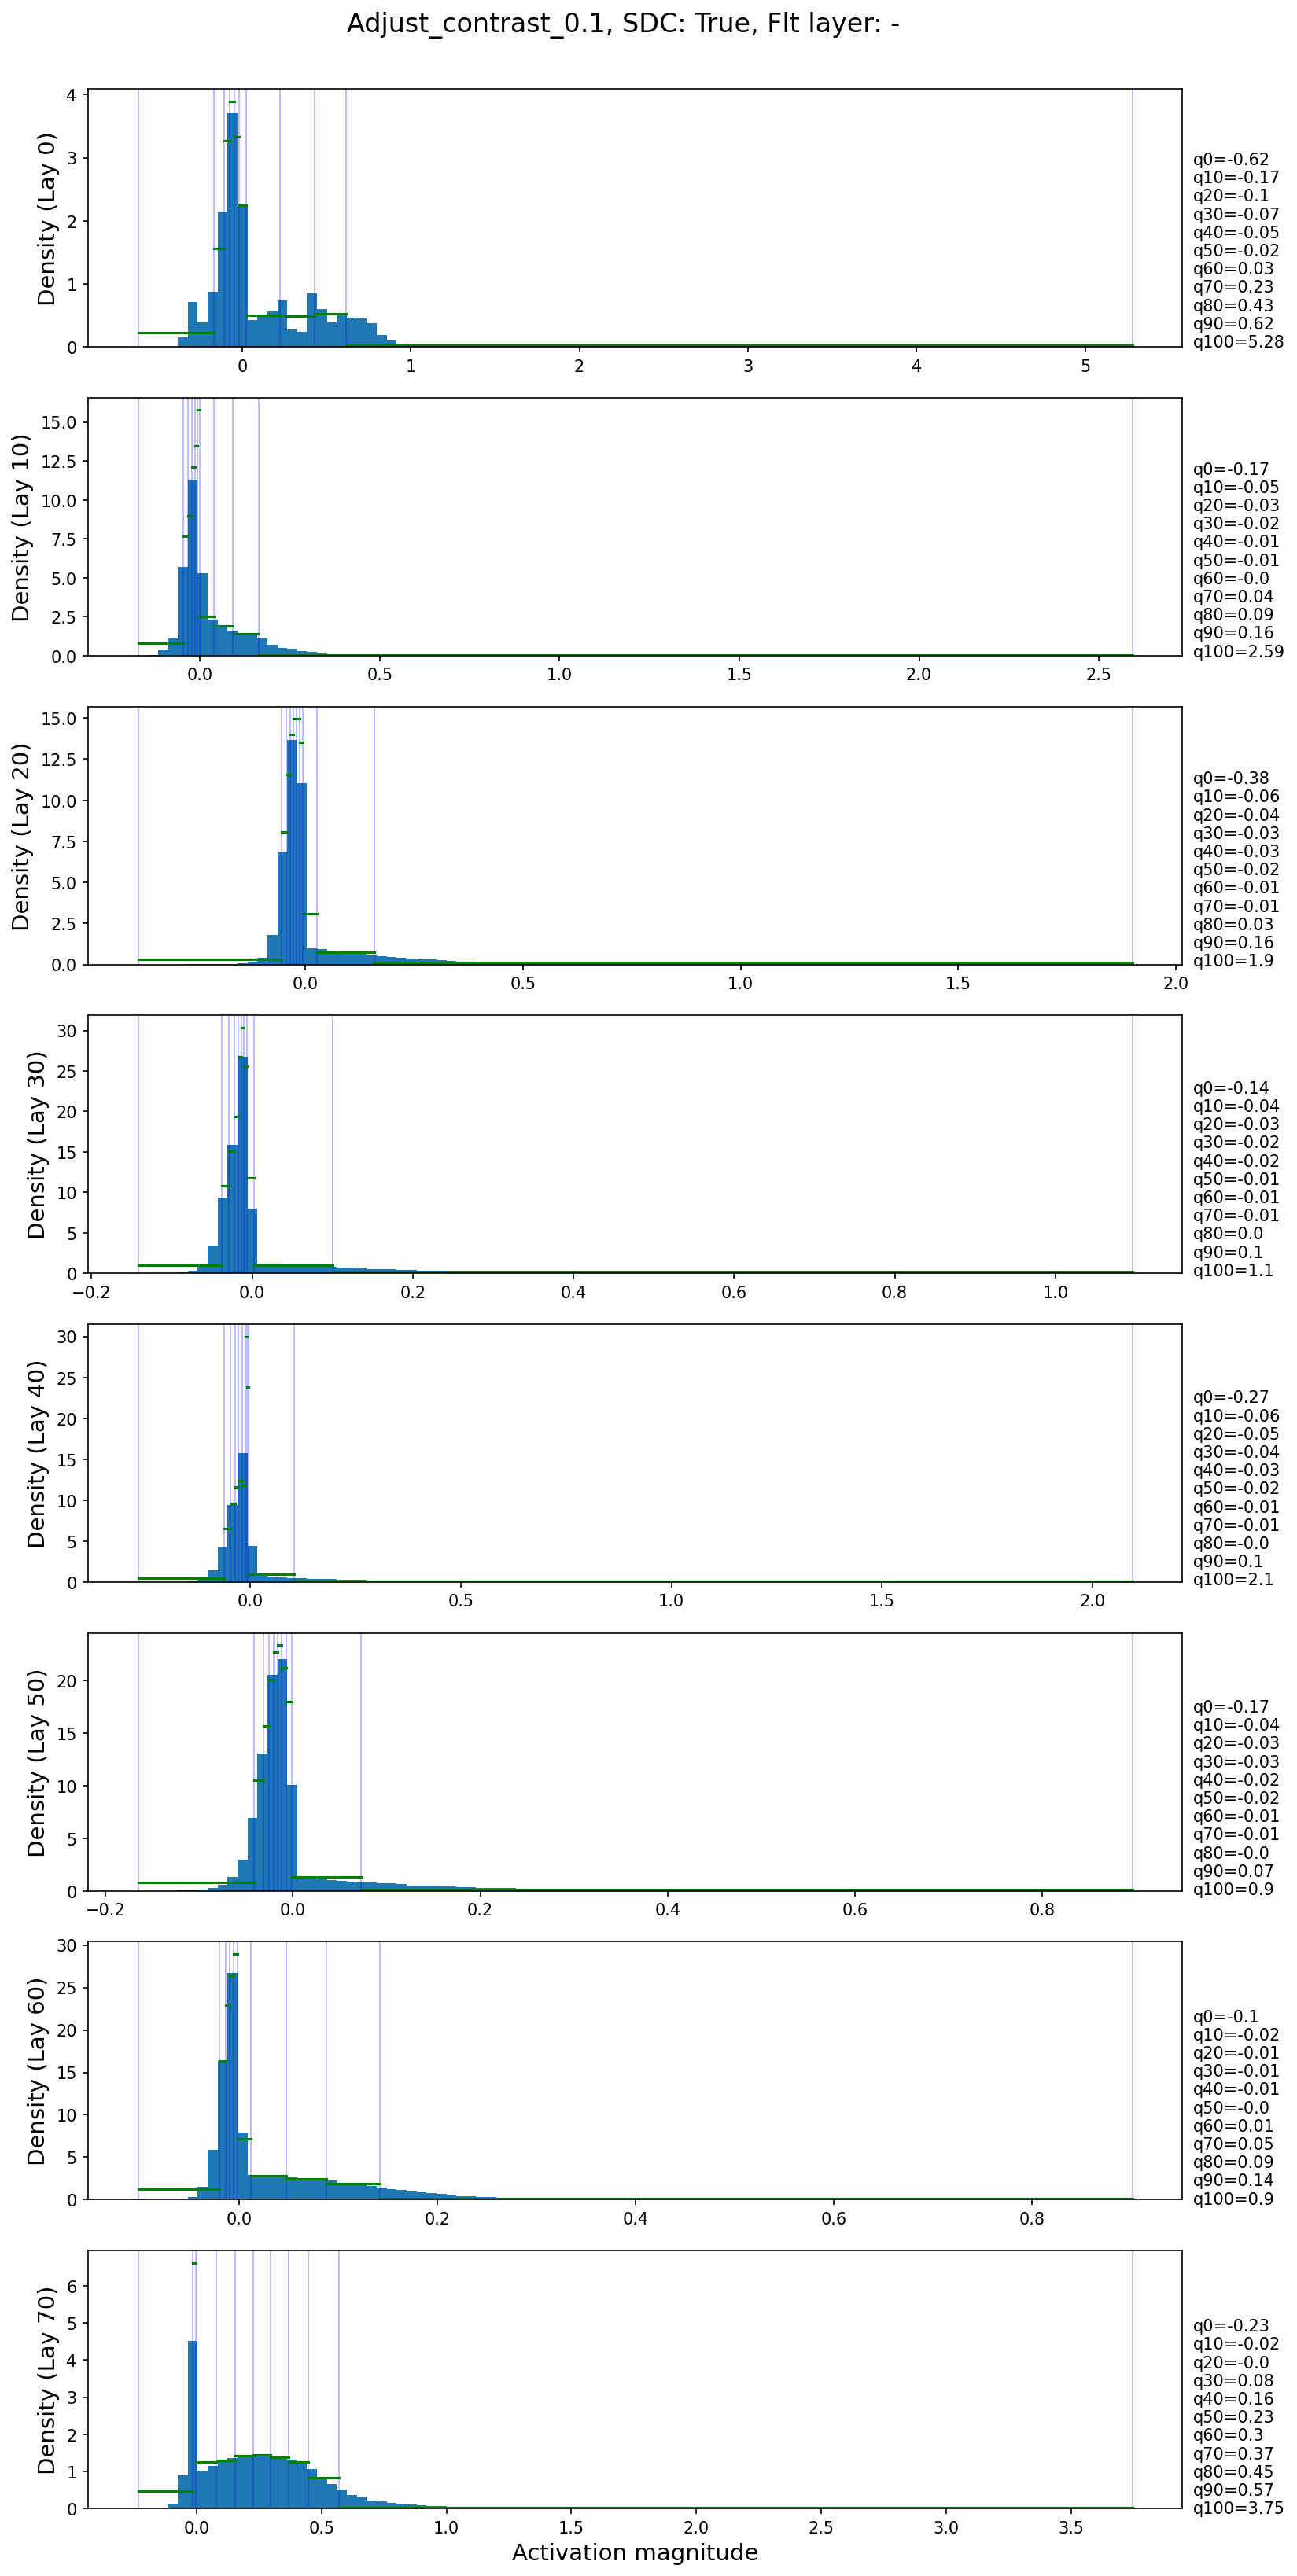 Adjust_contrast_0.1, SDC: True, Flt layer: -
Density (Lay 0)
4
3
2
1
0
0
1
2
3
4
5
q0=-0.62
q10=-0.17
q20=-0.1
q30=-0.07
q40=-0.05
q50=-0.02
q60=0.03
q70=0.23
q80=0.43
q90=0.62
q100=5.28
Density (Lay 10)
15.0
12.5
10.0
7.5
5.0
2.5
0.0
0.0
0.5
1.0
1.5
2.0
2.5
q0=-0.17
q10=-0.05
q20=-0.03
q30=-0.02
q40=-0.01
q50=-0.01
q60=-0.0
q70=0.04
q80=0.09
q90=0.16
q100=2.59
Density (Lay 20)
15.0
12.5
10.0
7.5
5.0
2.5
0.0
0.0
0.5
1.0
1.5
2.0
q0=-0.38
q10=-0.06
q20=-0.04
q30=-0.03
q40=-0.03
q50=-0.02
q60=-0.01
q70=-0.01
q80=0.03
q90=0.16
q100=1.9
Density (Lay 30)
30
25
20
15
10
5
0
−0.2
0.0
0.2
0.4
0.6
0.8
1.0
q0=-0.14
q10=-0.04
q20=-0.03
q30=-0.02
q40=-0.02
q50=-0.01
q60=-0.01
q70=-0.01
q80=0.0
q90=0.1
q100=1.1
Density (Lay 40)
30
25
20
15
10
5
0
0.0
0.5
1.0
1.5
2.0
q0=-0.27
q10=-0.06
q20=-0.05
q30=-0.04
q40=-0.03
q50=-0.02
q60=-0.01
q70=-0.01
q80=-0.0
q90=0.1
q100=2.1
Density (Lay 50)
20
15
10
5
0
−0.2
0.0
0.2
0.4
0.6
0.8
q0=-0.17
q10=-0.04
q20=-0.03
q30=-0.03
q40=-0.02
q50=-0.02
q60=-0.01
q70=-0.01
q80=-0.0
q90=0.07
q100=0.9
Density (Lay 60)
30
25
20
15
10
5
0
0.0
0.2
0.4
0.6
0.8
q0=-0.1
q10=-0.02
q20=-0.01
q30=-0.01
q40=-0.01
q50=-0.0
q60=0.01
q70=0.05
q80=0.09
q90=0.14
q100=0.9
Density (Lay 70)
6
5
4
3
2
1
0
0.0
0.5
1.0
1.5
2.0
2.5
3.0
3.5
q0=-0.23
q10=-0.02
q20=-0.0
q30=0.08
q40=0.16
q50=0.23
q60=0.3
q70=0.37
q80=0.45
q90=0.57
q100=3.75
Activation magnitude